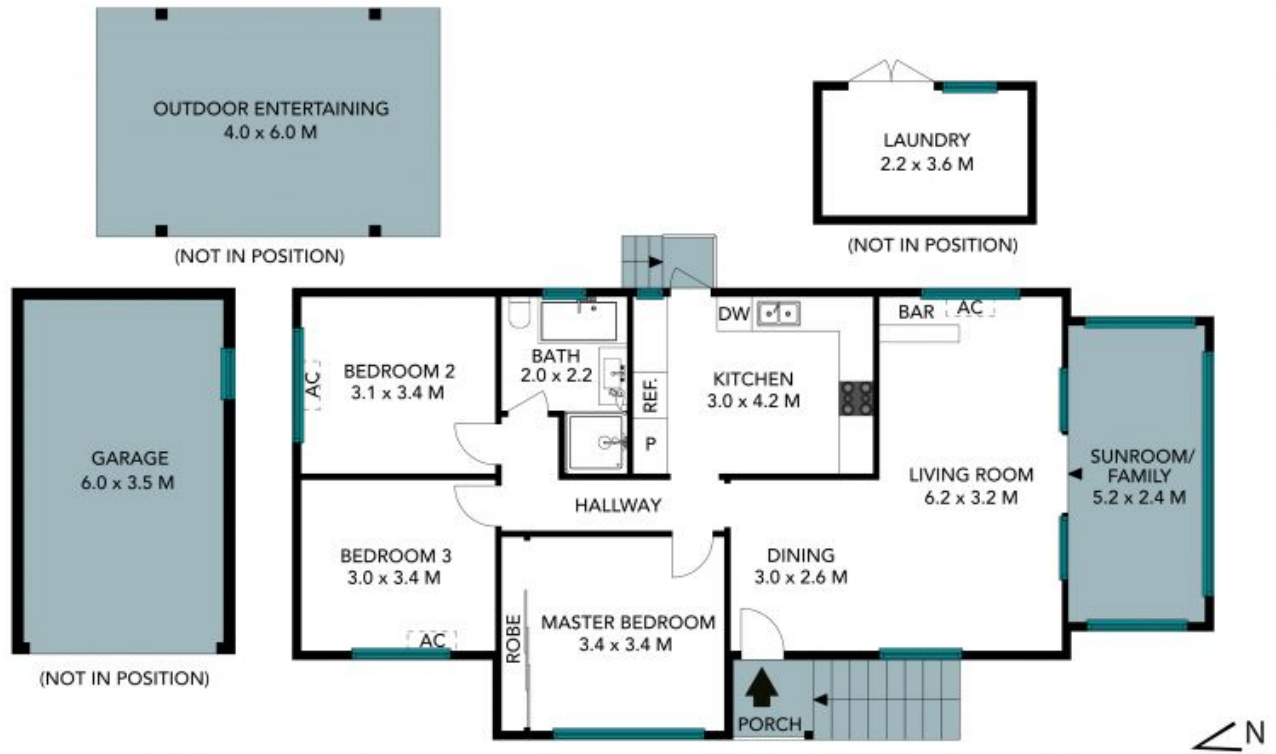 OUTDOOR ENTERTAINING
4.0 x 6.0 M
(NOT IN POSITION)
LAUNDRY
2.2 x 3.6 M
(NOT IN POSITION)
GARAGE
6.0 x 3.5 M
(NOT IN POSITION)
BEDROOM 2
3.1 x 3.4 M
AC
BATH
2.0 x 2.2
REF.
P
DW
KITCHEN
3.0 x 4.2 M
BAR
AC
LIVING ROOM
6.2 x 3.2 M
SUNROOM/
FAMILY
5.2 x 2.4 M
HALLWAY
BEDROOM 3
3.0 x 3.4 M
AC
ROBE
MASTER BEDROOM
3.4 x 3.4 M
DINING
3.0 x 2.6 M
PORCH
N